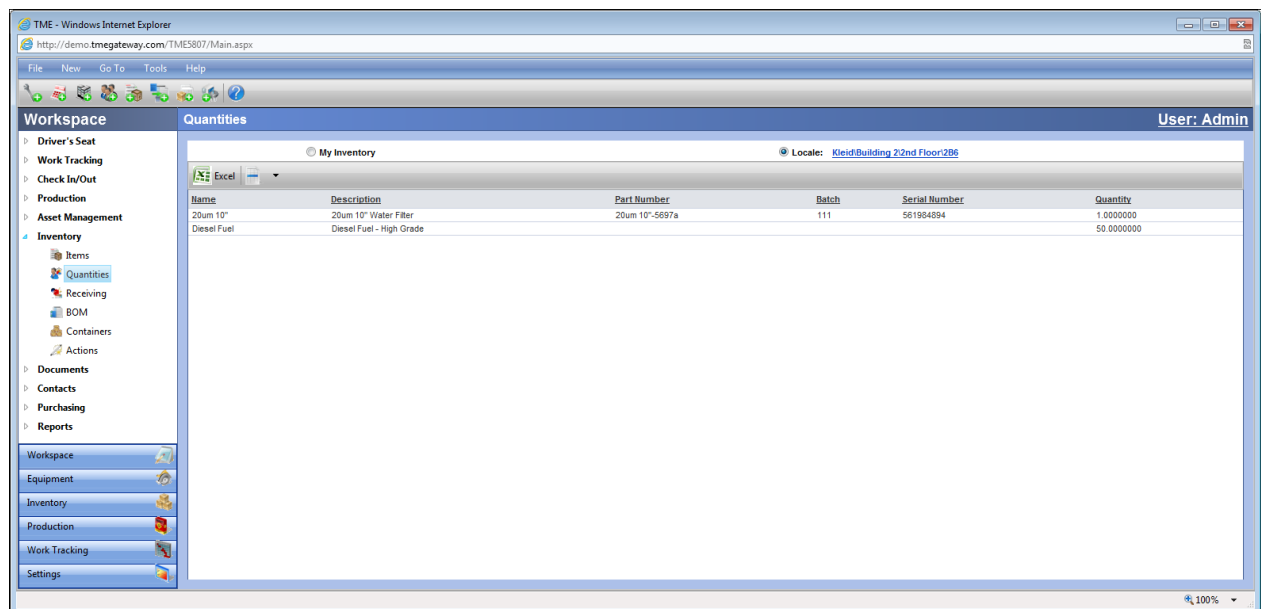 TME - Windows Internet Explorer
http://demo.tmegateway.com/TME5807/Main.aspx
File New Go To Tools Help
Workspace
Quantities
User: Admin
Driver's Seat
Work Tracking
Check In/Out
Production
Asset Management
Inventory
Items
Quantities
Receiving
BOM
Containers
Actions
Documents
Contacts
Purchasing
Reports
Workspace
Equipment
Inventory
Production
Work Tracking
Settings
My Inventory Locale: Kleid\Building 2\2nd Floor\2B6
Excel
Name Description Part Number Batch Serial Number Quantity
20um 10" 20um 10" Water Filter 20um 10"-5697a 111 561984894 1.0000000
Diesel Fuel Diesel Fuel - High Grade 50.0000000
100%